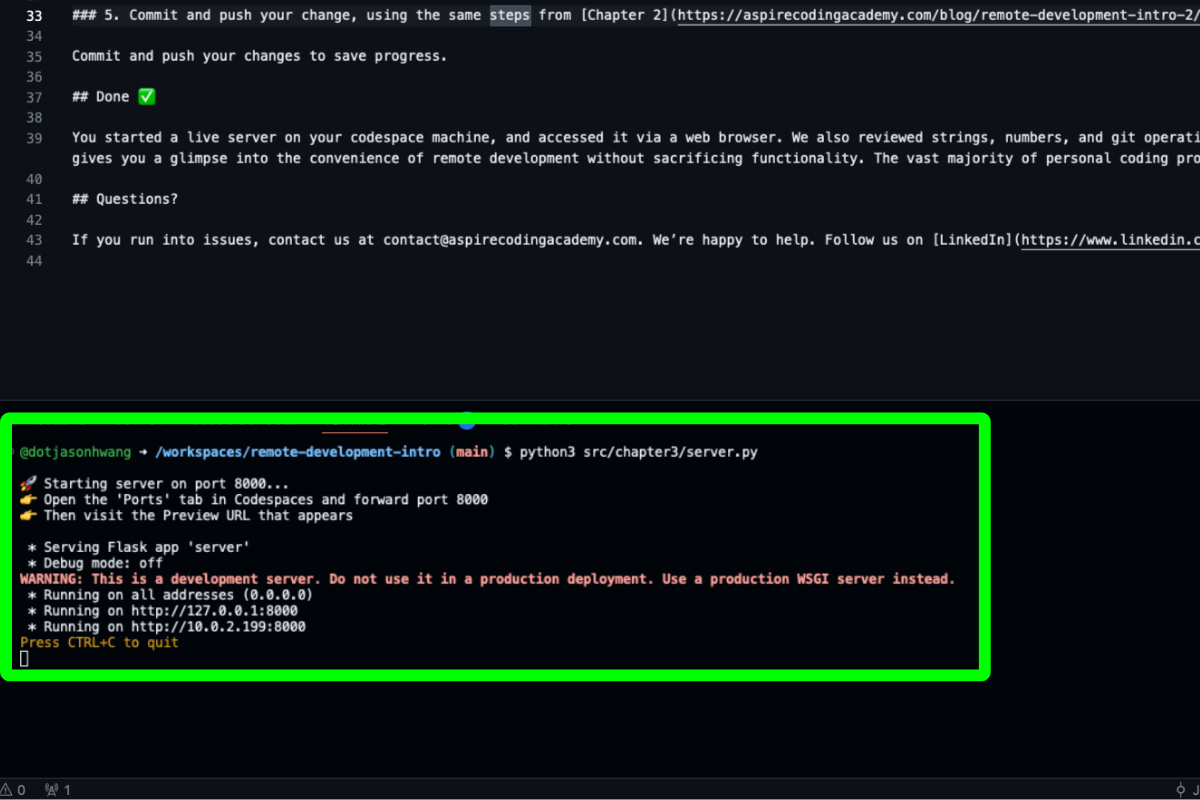 33 ### 5. Commit and push your change, using the same steps from [Chapter 2](https://aspirecodingacademy.com/blog/remote-development-intro-2/
34
35 Commit and push your changes to save progress.
36
37 ## Done ✅
38
39 You started a live server on your codespace machine, and accessed it via a web browser. We also reviewed strings, numbers, and git operati
gives you a glimpse into the convenience of remote development without sacrificing functionality. The vast majority of personal coding pro
40
41 ## Questions?
42
43 If you run into issues, contact us at contact@aspirecodingacademy.com. We’re happy to help. Follow us on [LinkedIn](https://www.linkedin.c
44
@dotjasonhwang ➜ /workspaces/remote-development-intro (main) $ python3 src/chapter3/server.py
🚀 Starting server on port 8000...
👉 Open the 'Ports' tab in Codespaces and forward port 8000
👉 Then visit the Preview URL that appears
* Serving Flask app 'server'
* Debug mode: off
WARNING: This is a development server. Do not use it in a production deployment. Use a production WSGI server instead.
* Running on all addresses (0.0.0.0)
* Running on http://127.0.0.1:8000
* Running on http://10.0.2.199:8000
Press CTRL+C to quit
0 1 J